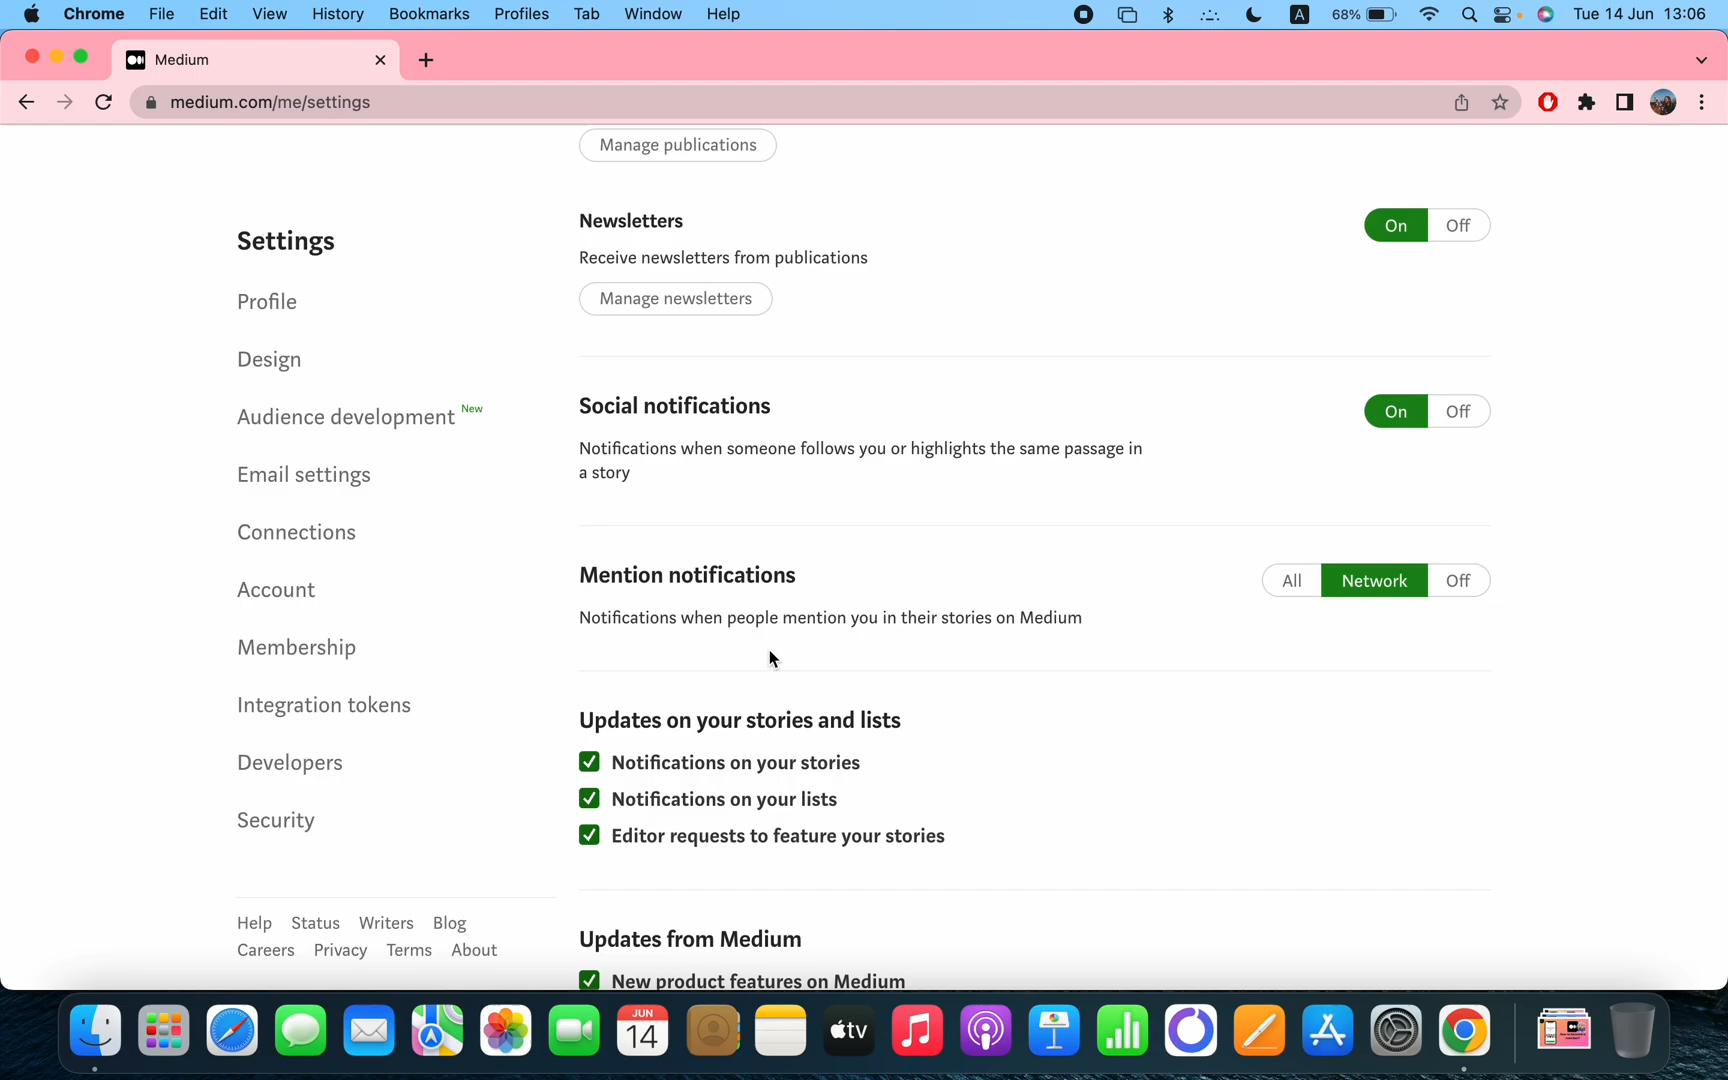 Chrome File Edit View History Bookmarks Profiles Tab Window Help A 68% Tue 14 Jun 13:06
Medium
medium.com/me/settings
Manage publications
Newsletters
On Off
Receive newsletters from publications
Manage newsletters
Settings
Profile
Design
Audience development New
Email settings
Connections
Account
Membership
Integration tokens
Developers
Security
Help Status Writers Blog
Careers Privacy Terms About
Social notifications
On Off
Notifications when someone follows you or highlights the same passage in
a story
Mention notifications
All Network Off
Notifications when people mention you in their stories on Medium
Updates on your stories and lists
Notifications on your stories
Notifications on your lists
Editor requests to feature your stories
Updates from Medium
New product features on Medium
JUN
14
tv